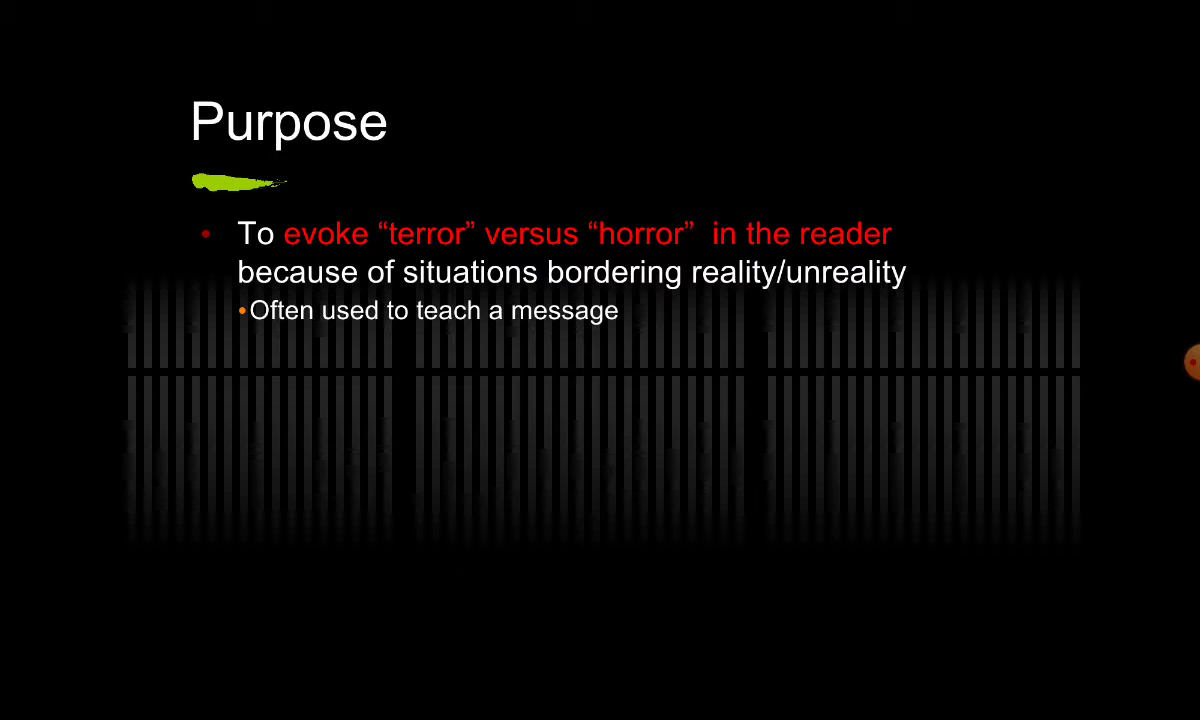 Purpose
• To evoke “terror” versus “horror”  in the reader
because of situations bordering reality/unreality
•Often used to teach a message